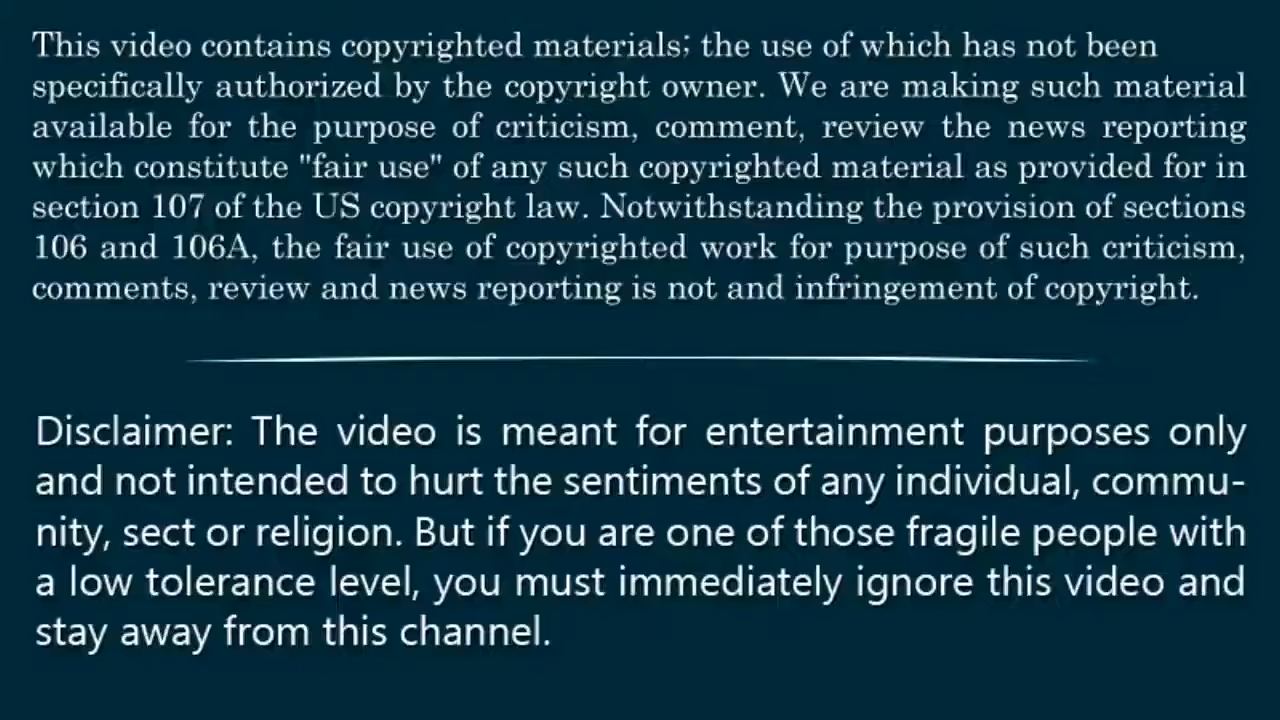 This video contains copyrighted materials; the use of which has not been
specifically authorized by the copyright owner. We are making such material
available for the purpose of criticism, comment, review the news reporting
which constitute "fair use" of any such copyrighted material as provided for in
section 107 of the US copyright law. Notwithstanding the provision of sections
106 and 106A, the fair use of copyrighted work for purpose of such criticism,
comments, review and news reporting is not and infringement of copyright.
Disclaimer: The video is meant for entertainment purposes only
and not intended to hurt the sentiments of any individual, commu-
nity, sect or religion. But if you are one of those fragile people with
a low tolerance level, you must immediately ignore this video and
stay away from this channel.